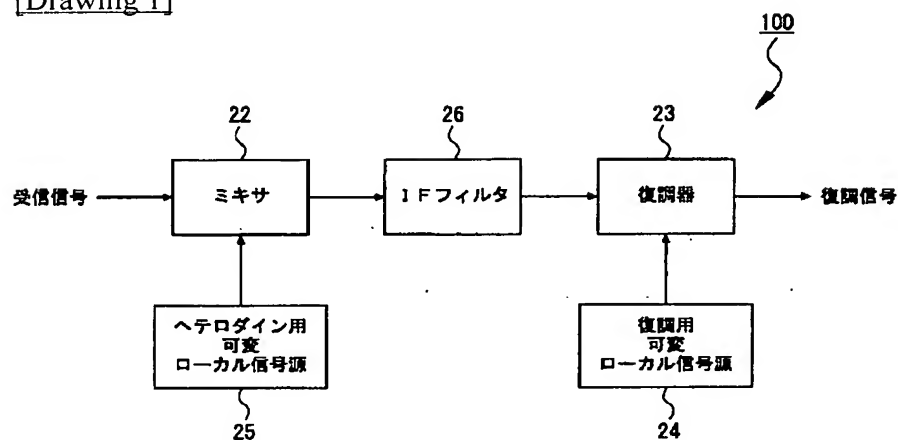 [Drawing 1]
100
22
26
23
受信信号
ミキサ
IFフィルタ
復調器
復調信号
ヘテロダイン用
可変
ローカル信号源
復調用
可変
ローカル信号源
25
24